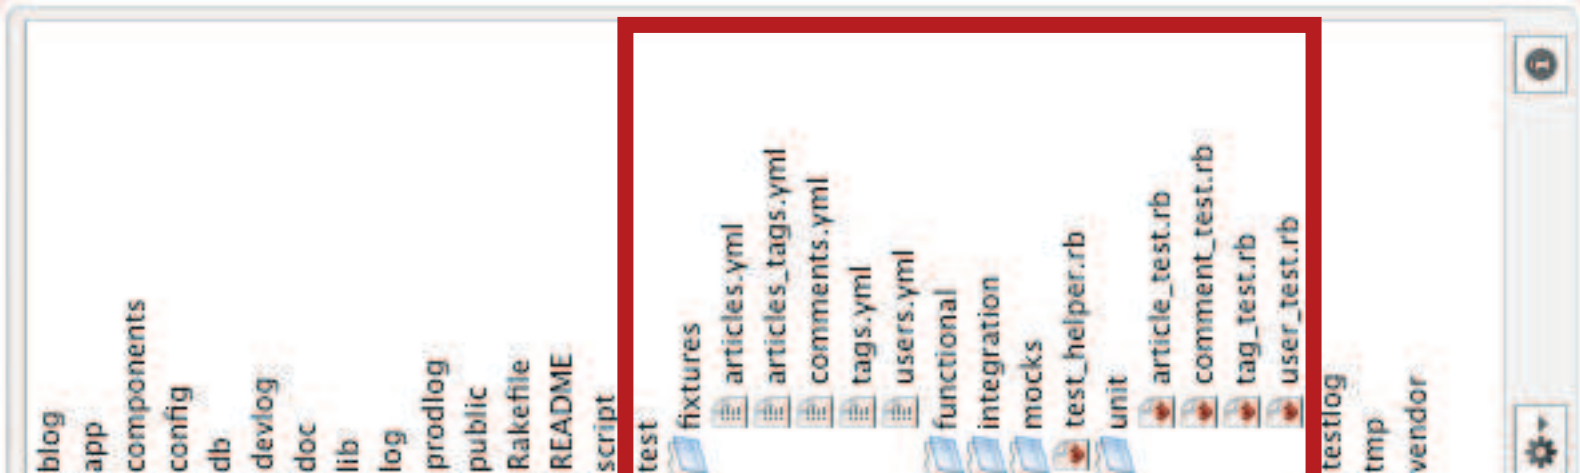 blog
app
components
config
db
devlog
doc
lib
log
prodlog
public
Rakefile
README
script
test
fixtures
articles.yml
articles_tags.yml
comments.yml
tags.yml
users.yml
functional
integration
mocks
test_helper.rb
unit
article_test.rb
comment_test.rb
tag_test.rb
user_test.rb
testlog
tmp
vendor